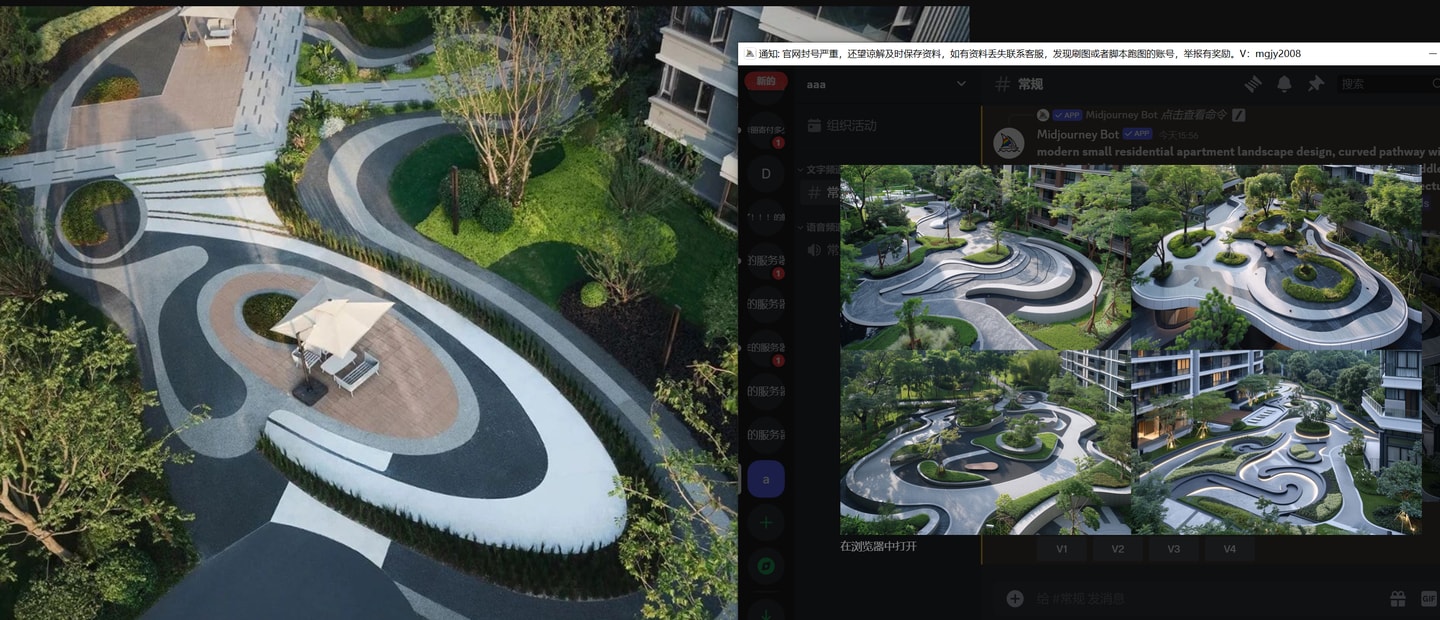 通知: 官网封号严重，还望谅解及时保存资料，如有资料丢失联系客服，发现刷图或者脚本跑图的账号，举报有奖励。V：mgjy2008
新的
aaa
常规
搜索
APP Midjourney Bot 点击查看命令
组织活动
Midjourney Bot APP 今天15:56
modern small residential apartment landscape design, curved pathway wi
D
文字频道
常
语音频道
常
的服务器
的服务器
的服务器
的服务器
的服务器
1
1
1
a
在浏览器中打开
V1
V2
V3
V4
给 #常规 发消息
GIF